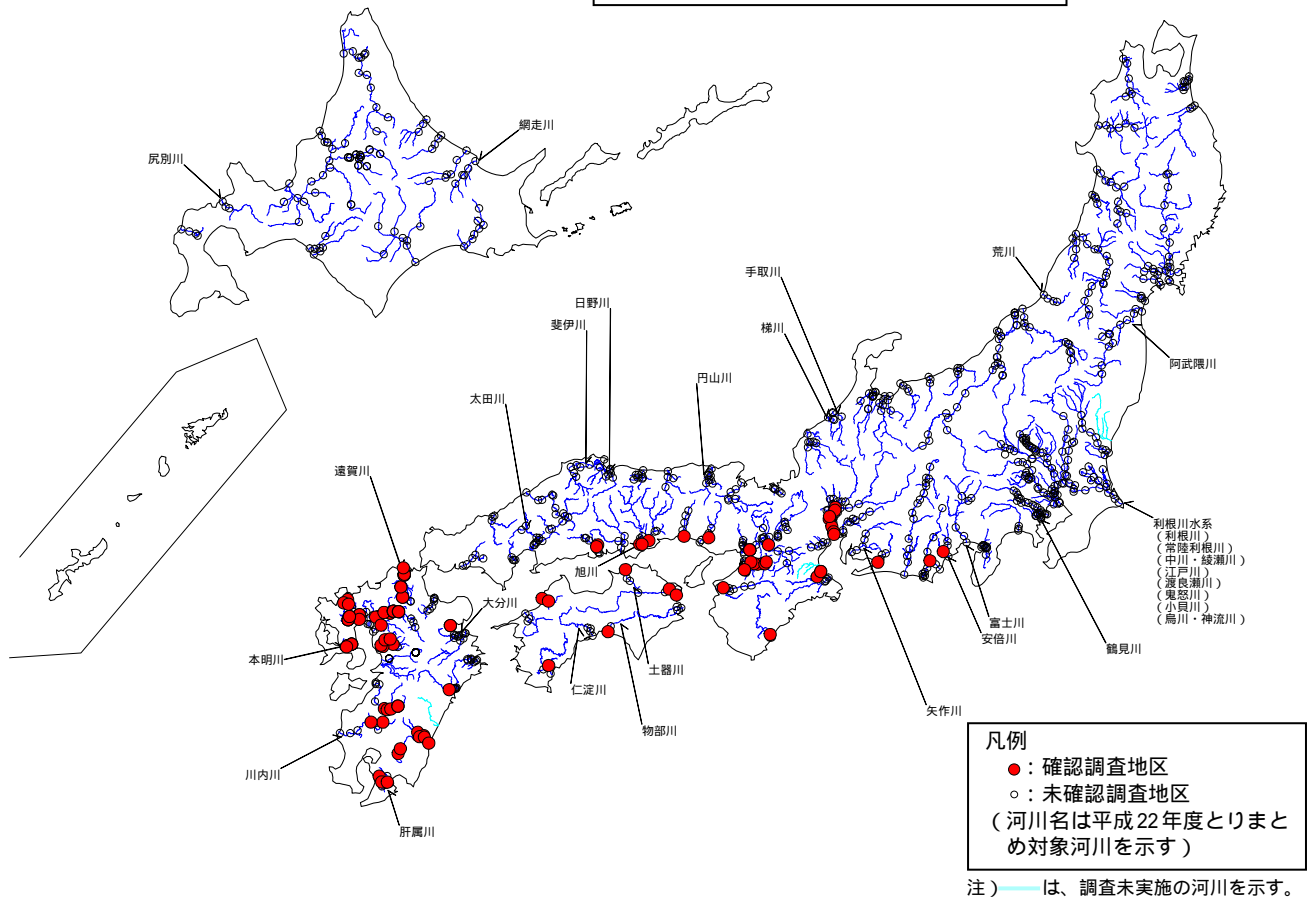 網走川
尻別川
手取川
荒川
日野川
梯川
斐伊川
阿武隈川
円山川
太田川
遠賀川
利根川水系
（利根川）
（常陸利根川）
（中川・綾瀬川）
（江戸川）
（渡良瀬川）
（鬼怒川）
（小貝川）
（烏川・神流川）
旭川
大分川
富士川
安倍川
鶴見川
本明川
土器川
仁淀川
矢作川
物部川
川内川
肝属川
凡例
●：確認調査地区
○：未確認調査地区
（河川名は平成22年度とりまと
め対象河川を示す）
注）――は、調査未実施の河川を示す。